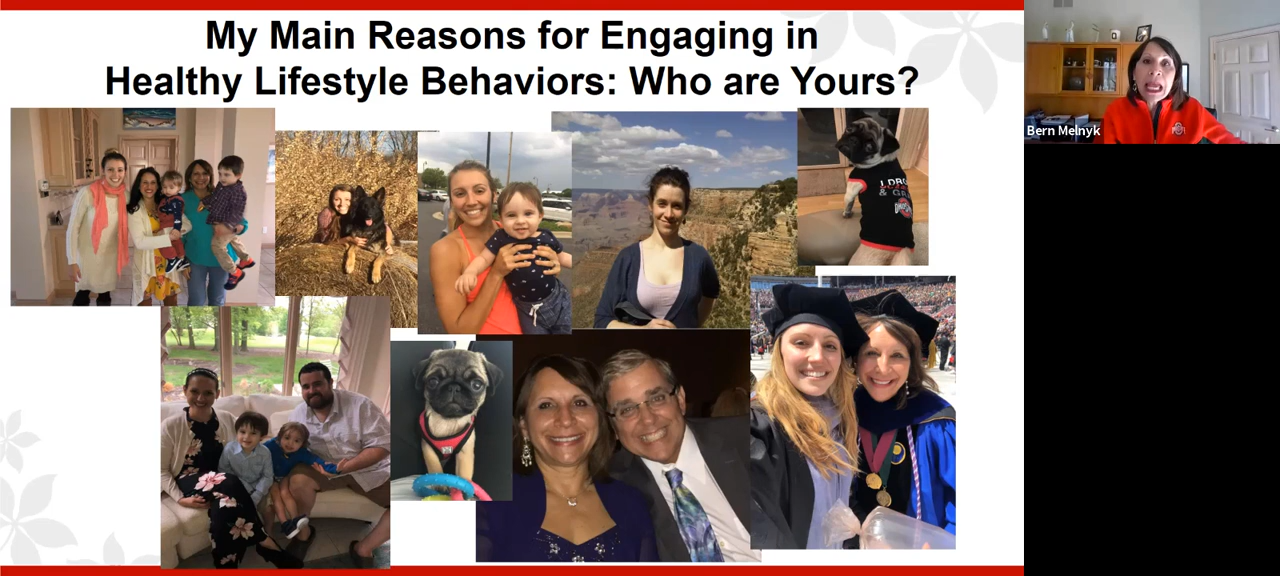 My Main Reasons for Engaging in
Healthy Lifestyle Behaviors: Who are Yours?
Bern Melnyk